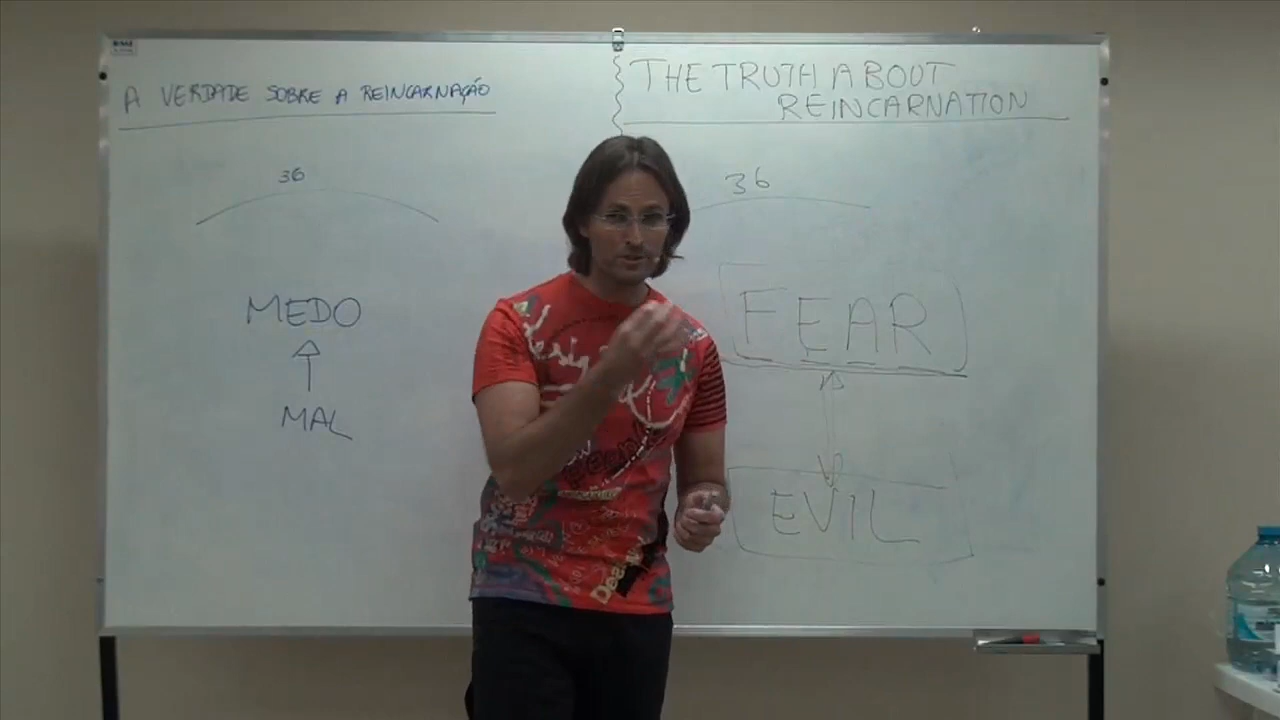 A VERDADE SOBRE A REINCARNAÇÃO
36
MEDO
MAL
THE TRUTH ABOUT
REINCARNATION
36
FEAR
EVIL